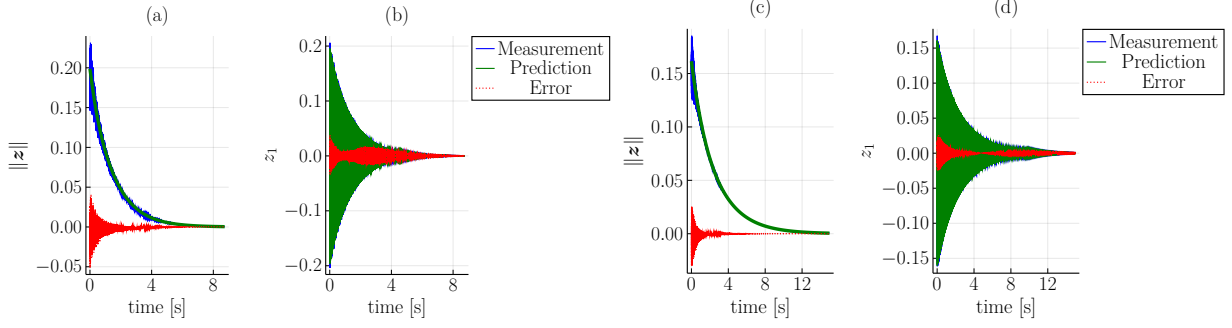 (a)
‖z‖
0.20
0.15
0.10
0.05
0.00
−0.05
0
4
8
time [s]
(b)
z₁
0.2
0.1
0.0
−0.1
−0.2
0
4
8
time [s]
Measurement
Prediction
Error
(c)
‖z‖
0.15
0.10
0.05
0.00
0
4
8
12
time [s]
(d)
z₁
0.15
0.10
0.05
0.00
−0.05
−0.10
−0.15
0
4
8
12
time [s]
Measurement
Prediction
Error